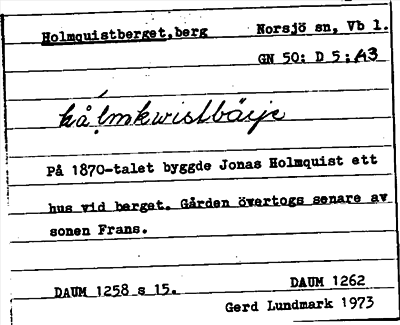 Holmquistberget, berg Norsjö sn, Vb l.
GN 50: D 5: A3
hå´lmkwistbärje
På 1870-talet byggde Jonas Holmquist ett
hus vid berget. Gården övertogs senare av
sonen Frans.
DAUM 1258 s 15. DAUM 1262
Gerd Lundmark 1973